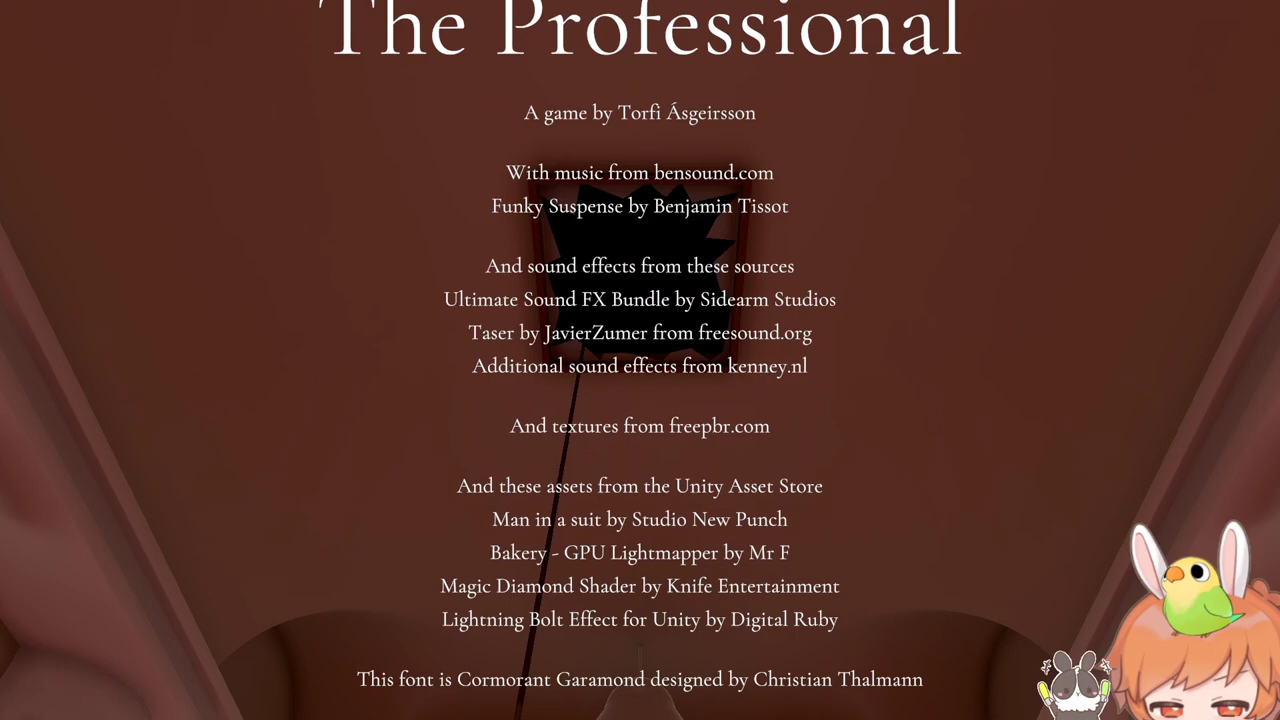 The Professional
A game by Torfi Ásgeirsson
With music from bensound.com
Funky Suspense by Benjamin Tissot
And sound effects from these sources
Ultimate Sound FX Bundle by Sidearm Studios
Taser by JavierZumer from freesound.org
Additional sound effects from kenney.nl
And textures from freepbr.com
And these assets from the Unity Asset Store
Man in a suit by Studio New Punch
Bakery - GPU Lightmapper by Mr F
Magic Diamond Shader by Knife Entertainment
Lightning Bolt Effect for Unity by Digital Ruby
This font is Cormorant Garamond designed by Christian Thalmann